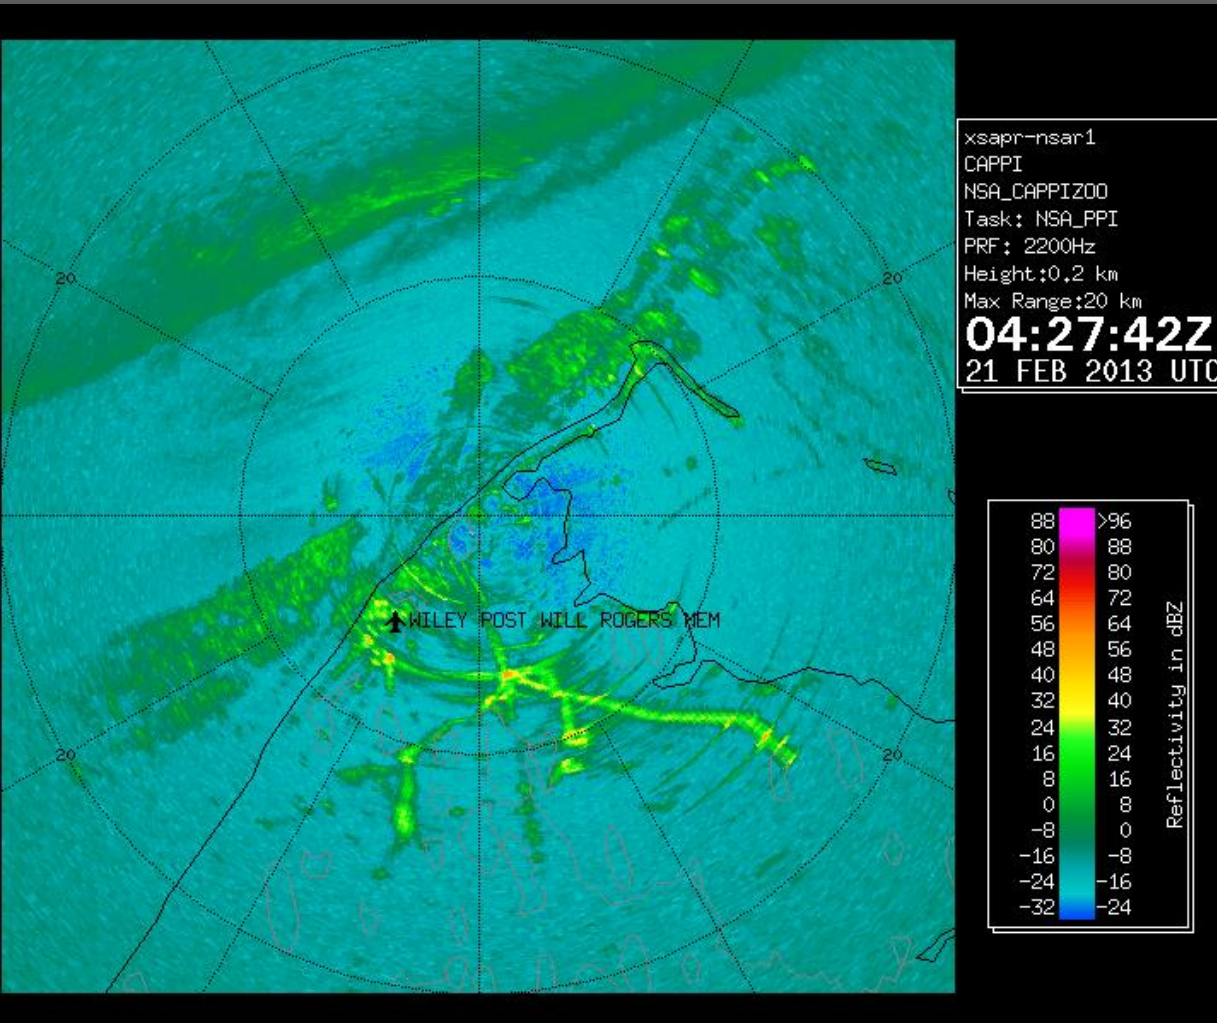 xsapr-nsar1
CAPPI
NSA_CAPPIZOO
Task: NSA_PPI
PRF: 2200Hz
Height:0.2 km
Max Range:20 km
04:27:42Z
21 FEB 2013 UTC
20
20
WILEY POST WILL ROGERS MEM
20
20
88 >96
80 88
72 80
64 72
56 64
48 56
40 48
32 40
24 32
16 24
8 16
0 8
-8 0
-16 -8
-24 -16
-32 -24
Reflectivity in dBZ